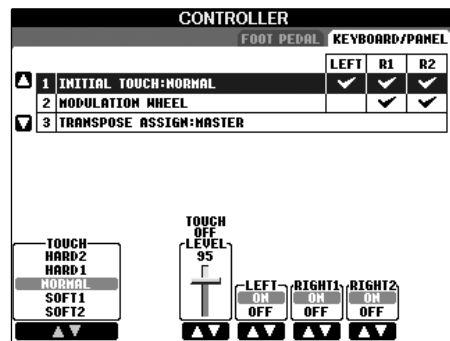 CONTROLLER
FOOT PEDAL KEYBOARD/PANEL
LEFT R1 R2
1 INITIAL TOUCH:NORMAL
2 MODULATION WHEEL
3 TRANSPOSE ASSIGN:MASTER
TOUCH
HARD2
HARD1
NORMAL
SOFT1
SOFT2
TOUCH
OFF
LEVEL
95
LEFT RIGHT1 RIGHT2
ON ON ON
OFF OFF OFF